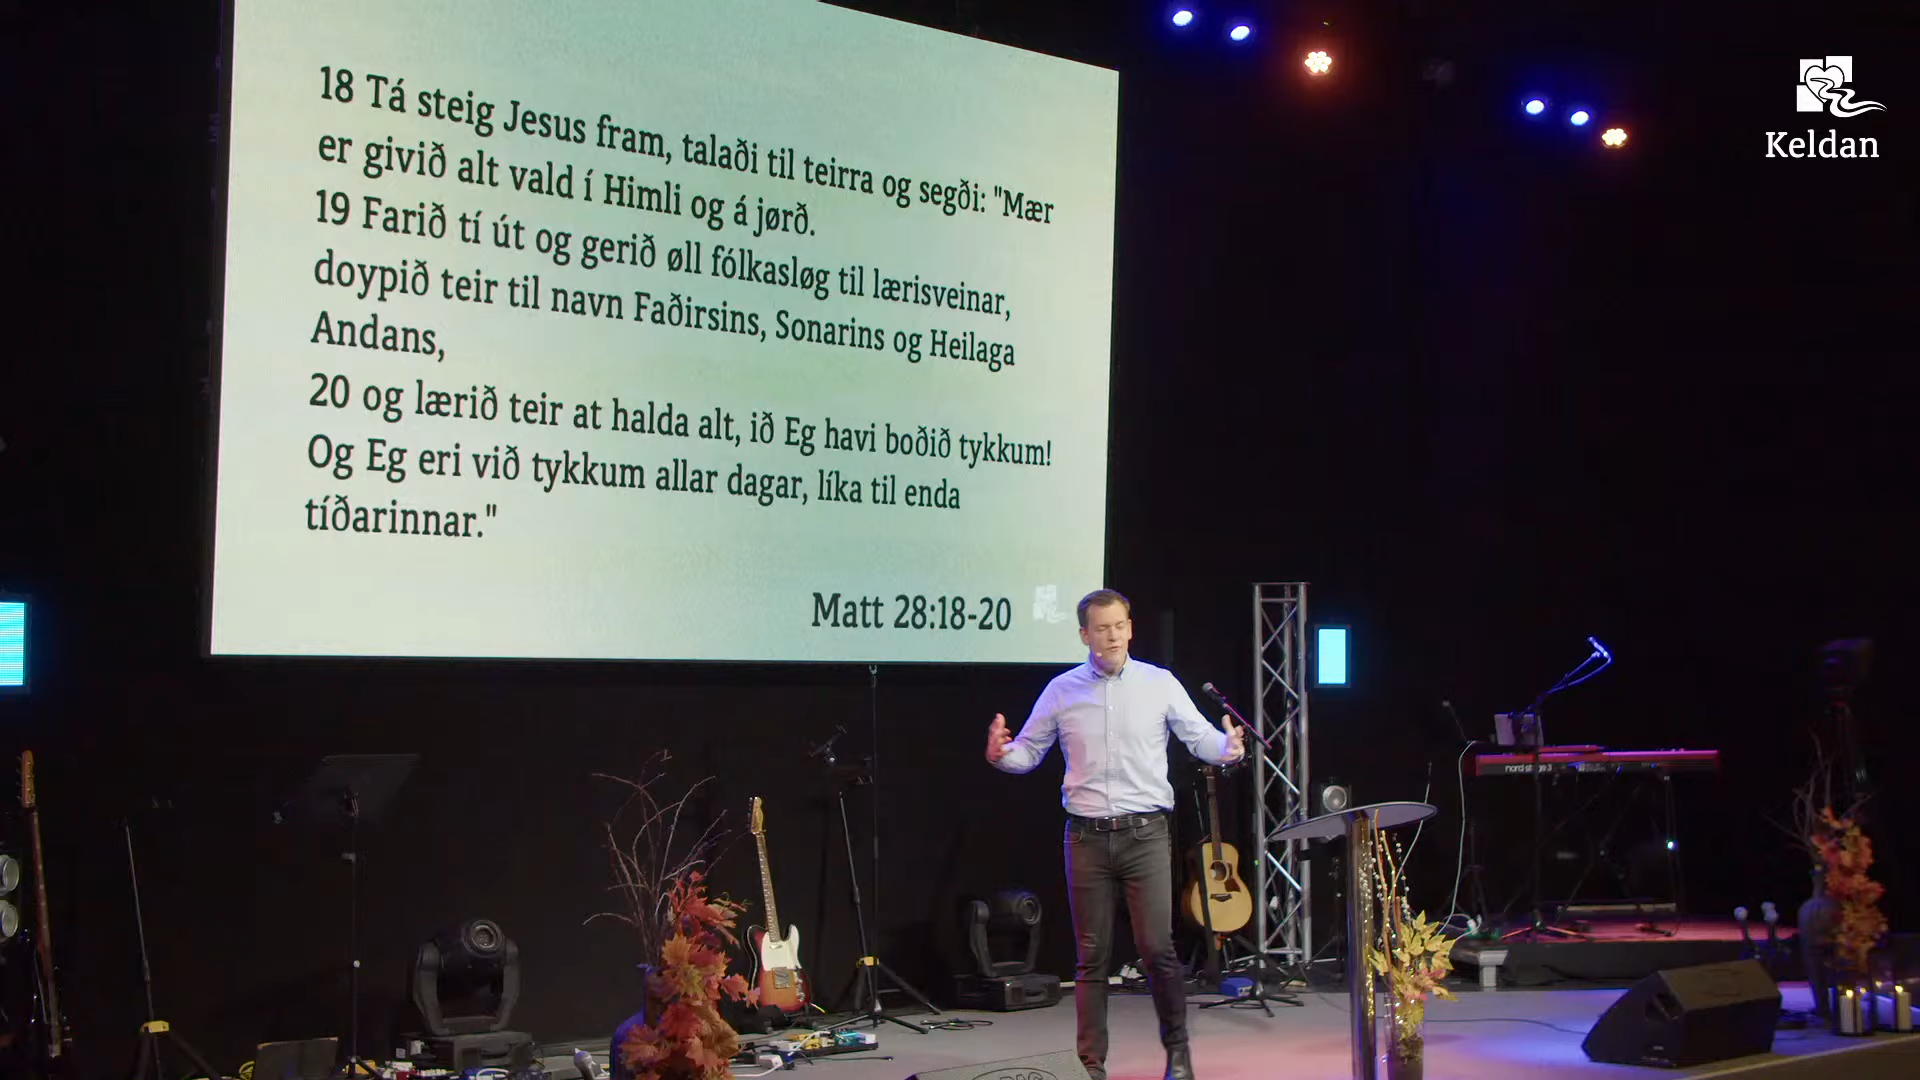 18 Tá steig Jesus fram, talaði til teirra og segði: "Mær
er givið alt vald í Himli og á jørð.
19 Farið tí út og gerið øll fólkasløg til lærisveinar,
doypið teir til navn Faðirsins, Sonarins og Heilaga
Andans,
20 og lærið teir at halda alt, ið Eg havi boðið tykkum!
Og Eg eri við tykkum allar dagar, líka til enda
tíðarinnar."
Matt 28:18-20
Keldan
nord stage 3